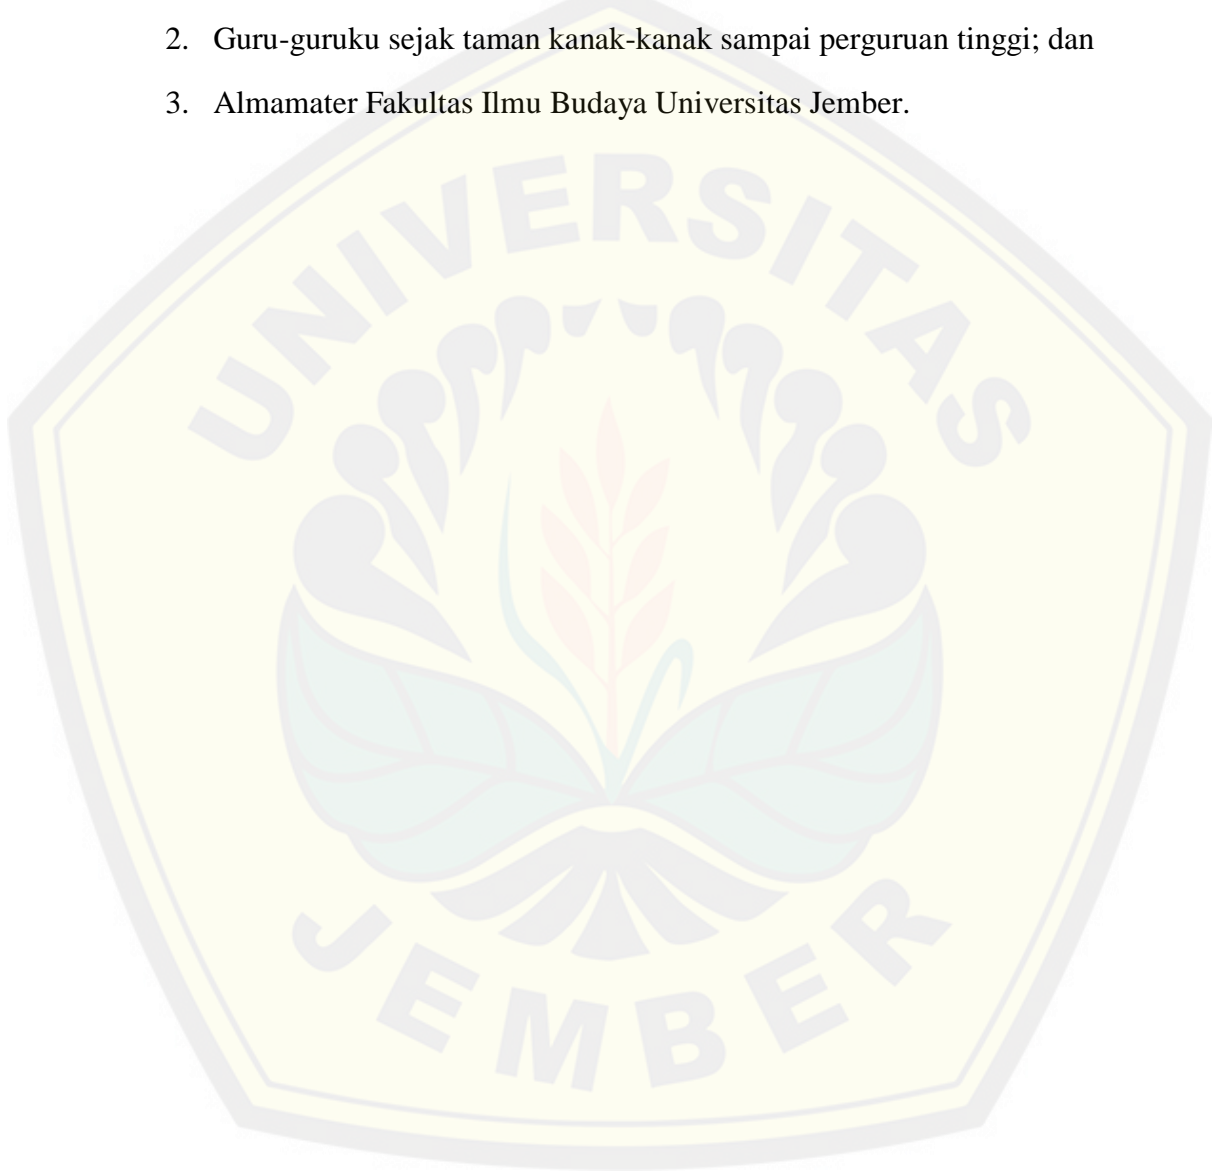 2. Guru-guruku sejak taman kanak-kanak sampai perguruan tinggi; dan
3. Almamater Fakultas Ilmu Budaya Universitas Jember.
UNIVERSITAS
JEMBER